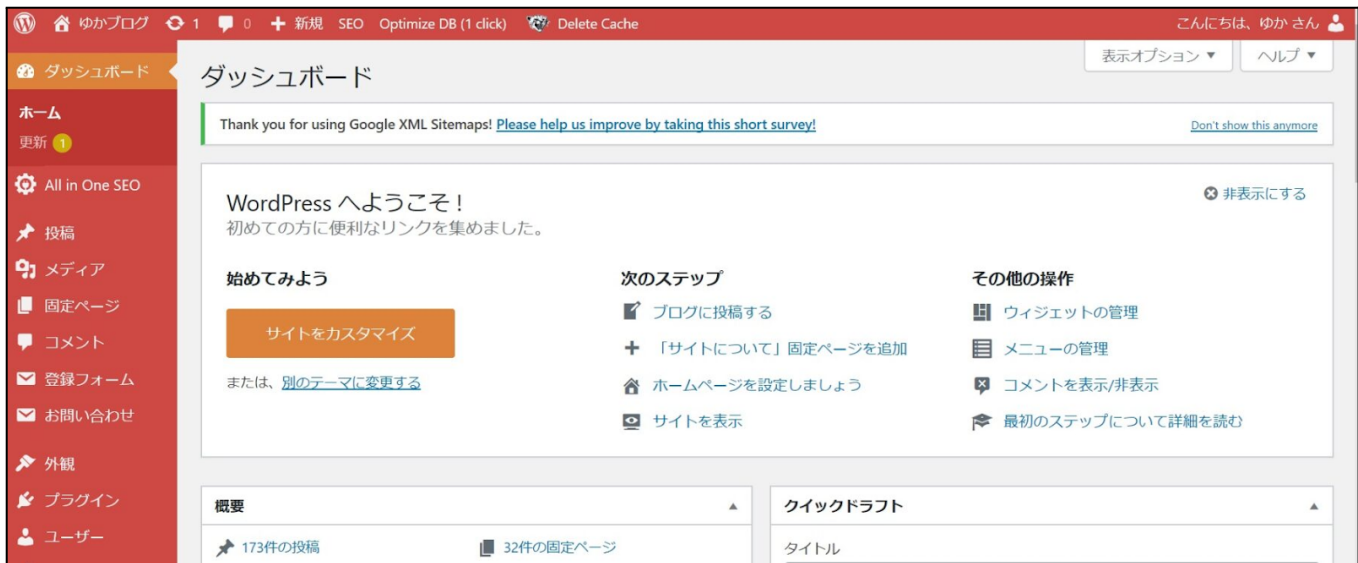 ゆかブログ 1 0 新規 SEO Optimize DB (1 click) Delete Cache こんにちは、ゆか さん
表示オプション ▼ ヘルプ ▼
ダッシュボード
ホーム
更新 1
All in One SEO
投稿
メディア
固定ページ
コメント
登録フォーム
お問い合わせ
外観
プラグイン
ユーザー
ダッシュボード
Thank you for using Google XML Sitemaps! Please help us improve by taking this short survey! Don't show this anymore
WordPress へようこそ ! 非表示にする
初めての方に便利なリンクを集めました。
始めてみよう
サイトをカスタマイズ
または、別のテーマに変更する
次のステップ
ブログに投稿する
「サイトについて」固定ページを追加
ホームページを設定しましょう
サイトを表示
その他の操作
ウィジェットの管理
メニューの管理
コメントを表示/非表示
最初のステップについて詳細を読む
概要
173件の投稿 32件の固定ページ
クイックドラフト
タイトル